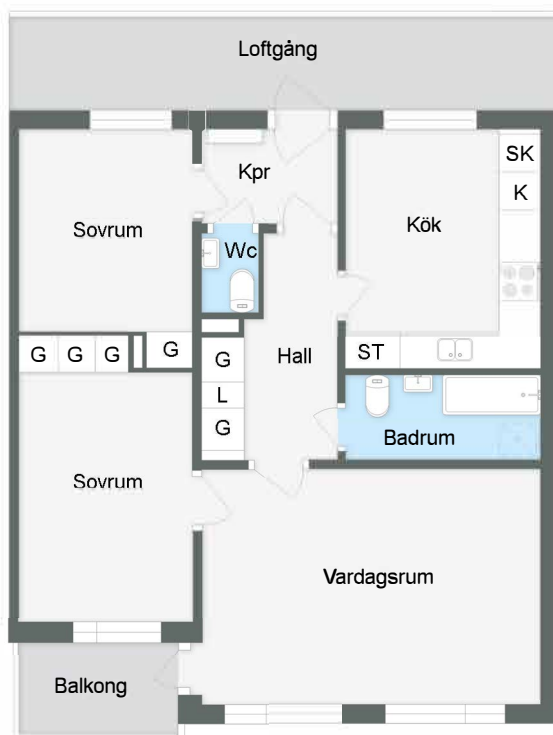 Loftgång
SK
Kpr
K
Sovrum
Kök
Wc
G G G G
G
Hall
ST
L
G
Badrum
Sovrum
Vardagsrum
Balkong